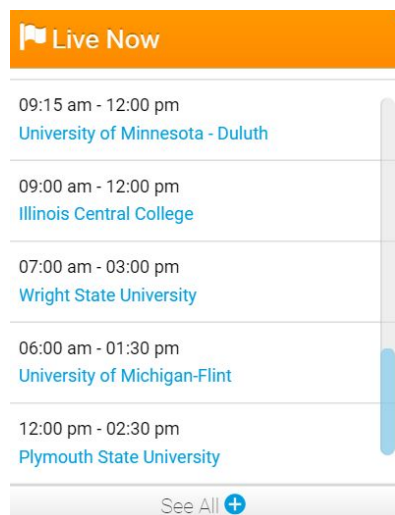 Live Now
09:15 am - 12:00 pm
University of Minnesota - Duluth
09:00 am - 12:00 pm
Illinois Central College
07:00 am - 03:00 pm
Wright State University
06:00 am - 01:30 pm
University of Michigan-Flint
12:00 pm - 02:30 pm
Plymouth State University
See All